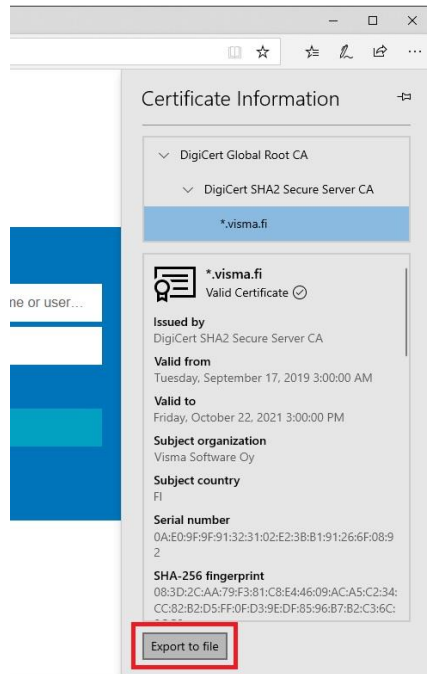 Certificate Information
DigiCert Global Root CA
DigiCert SHA2 Secure Server CA
*.visma.fi
*.visma.fi
Valid Certificate
me or user...
Issued by
DigiCert SHA2 Secure Server CA
Valid from
Tuesday, September 17, 2019 3:00:00 AM
Valid to
Friday, October 22, 2021 3:00:00 PM
Subject organization
Visma Software Oy
Subject country
FI
Serial number
0A:E0:9F:9F:91:32:31:02:E2:3B:B1:91:26:6F:08:9
2
SHA-256 fingerprint
08:3D:2C:AA:79:F3:81:C8:E4:46:09:AC:A5:C2:34:
CC:82:B2:D5:FF:0F:D3:9E:DF:85:96:B7:B2:C3:6C:
Export to file